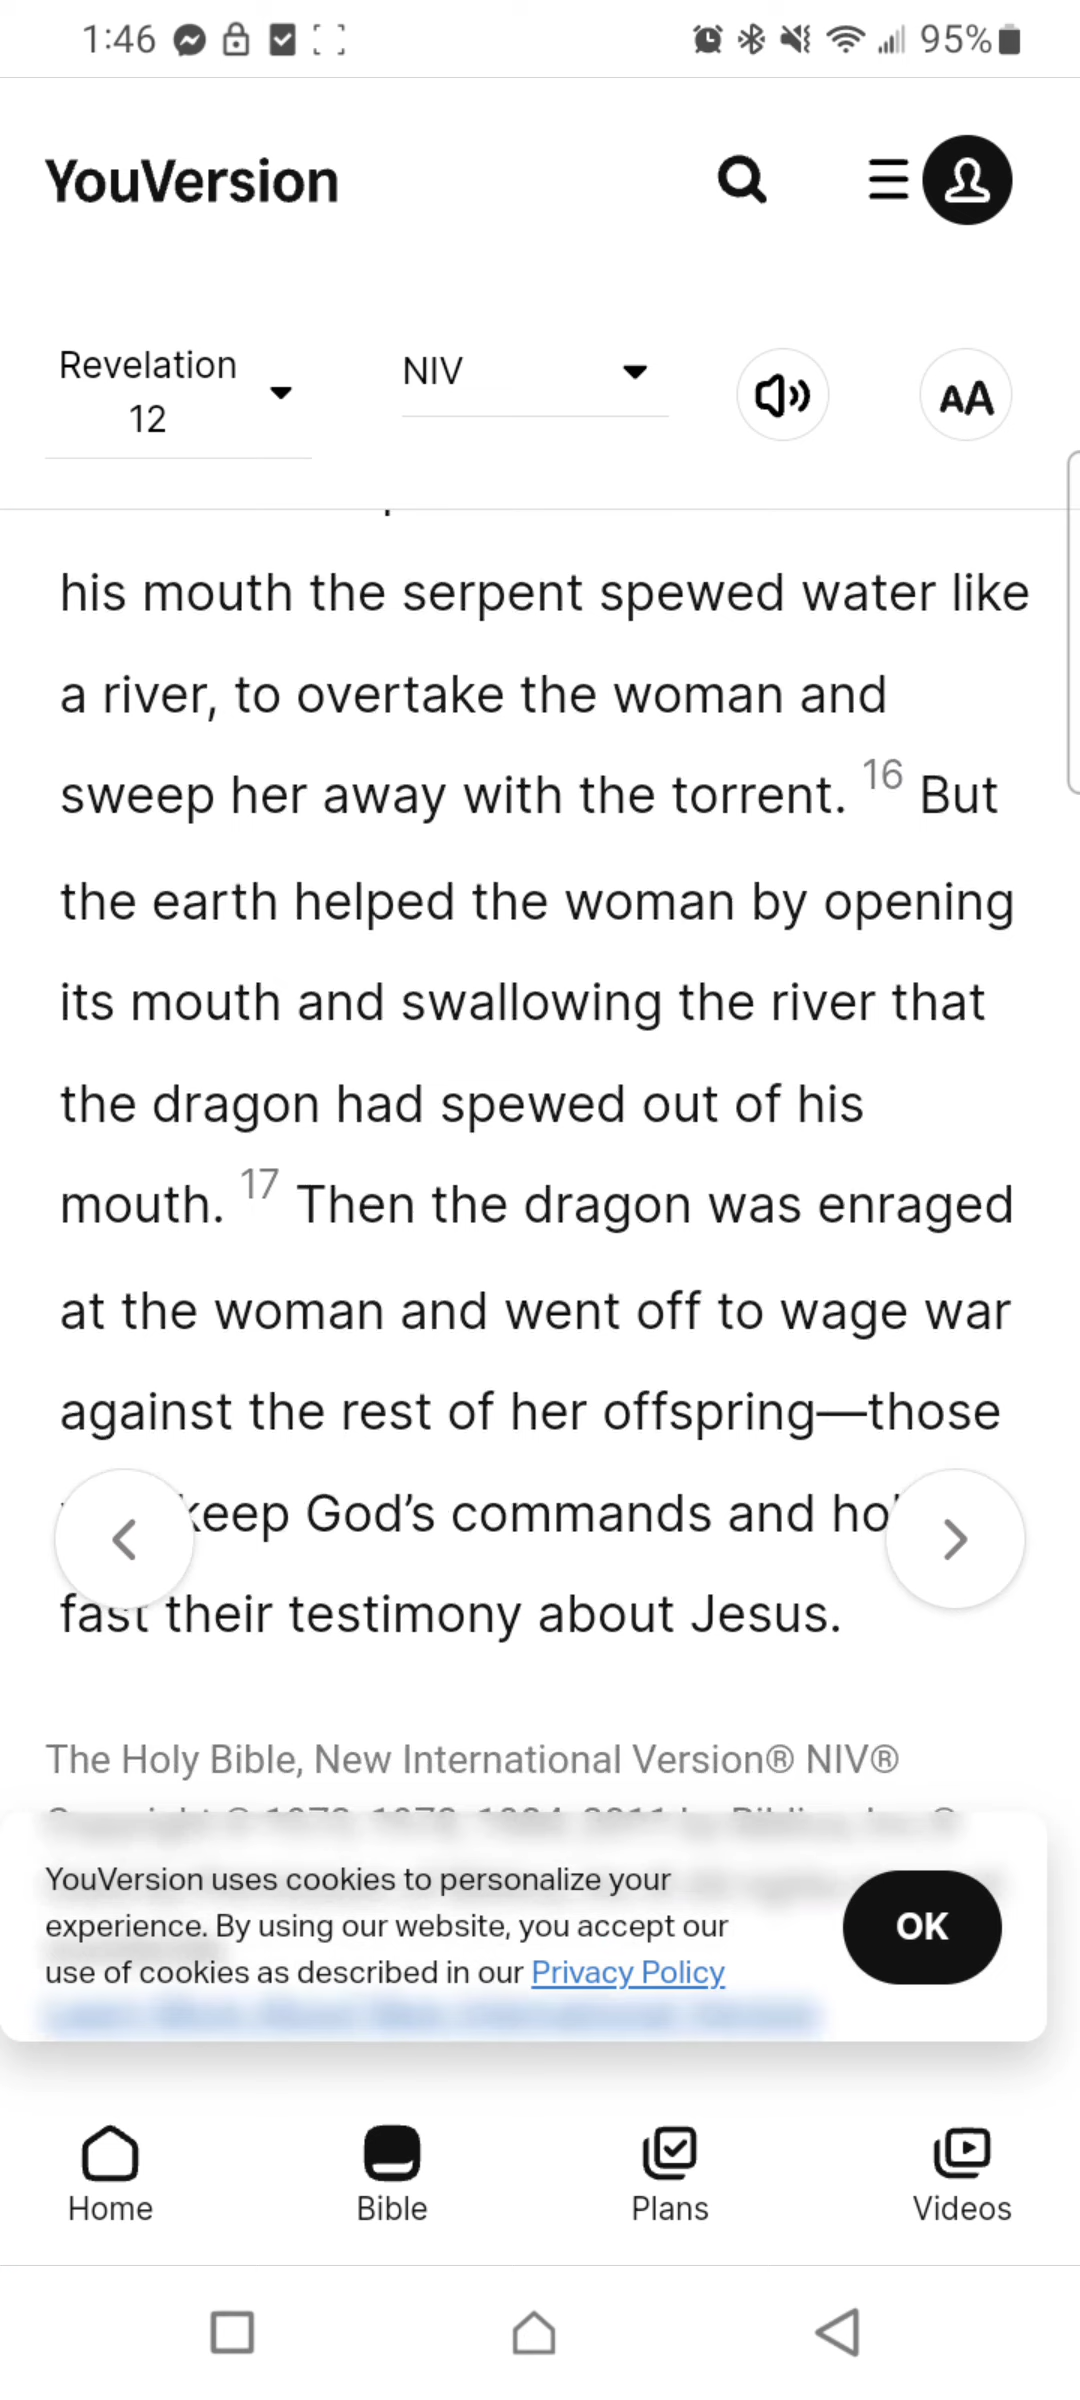 1:46 95%
YouVersion
Revelation
12
NIV
AA
his mouth the serpent spewed water like
a river, to overtake the woman and
sweep her away with the torrent. 16 But
the earth helped the woman by opening
its mouth and swallowing the river that
the dragon had spewed out of his
mouth. 17 Then the dragon was enraged
at the woman and went off to wage war
against the rest of her offspring—those
keep God’s commands and
fast their testimony about Jesus.
The Holy Bible, New International Version® NIV®
YouVersion uses cookies to personalize your
experience. By using our website, you accept our
use of cookies as described in our Privacy Policy
OK
Home Bible Plans Videos